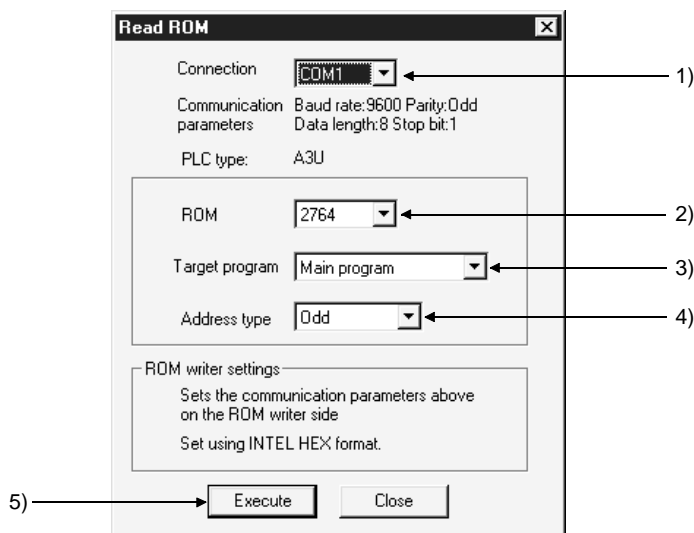 Read ROM
Connection COM1 1)
Communication Baud rate:9600 Parity:Odd
parameters Data length:8 Stop bit:1
PLC type: A3U
ROM 2764 2)
Target program Main program 3)
Address type Odd 4)
ROM writer settings
Sets the communication parameters above
on the ROM writer side
Set using INTEL HEX format.
5) Execute Close